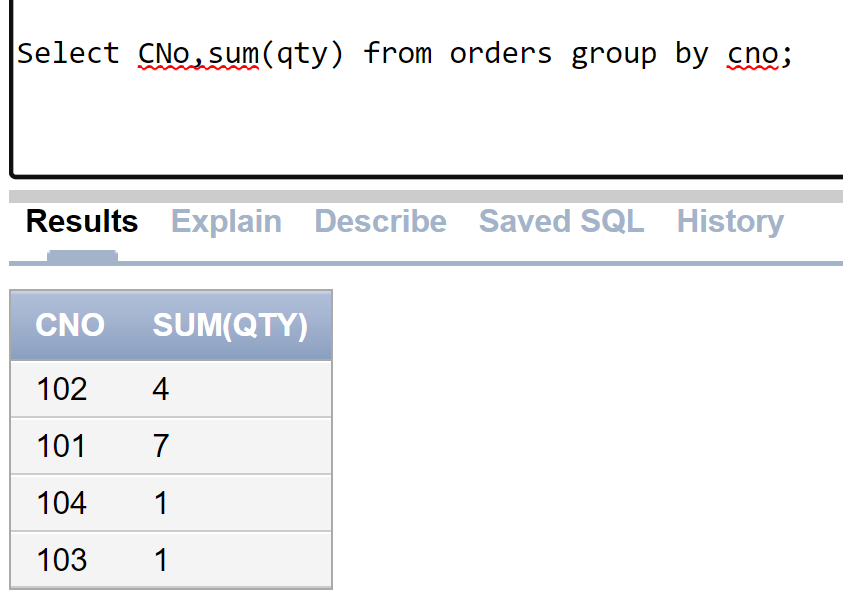 Select CNo,sum(qty) from orders group by cno;
Results Explain Describe Saved SQL History
CNO SUM(QTY)
102 4
101 7
104 1
103 1